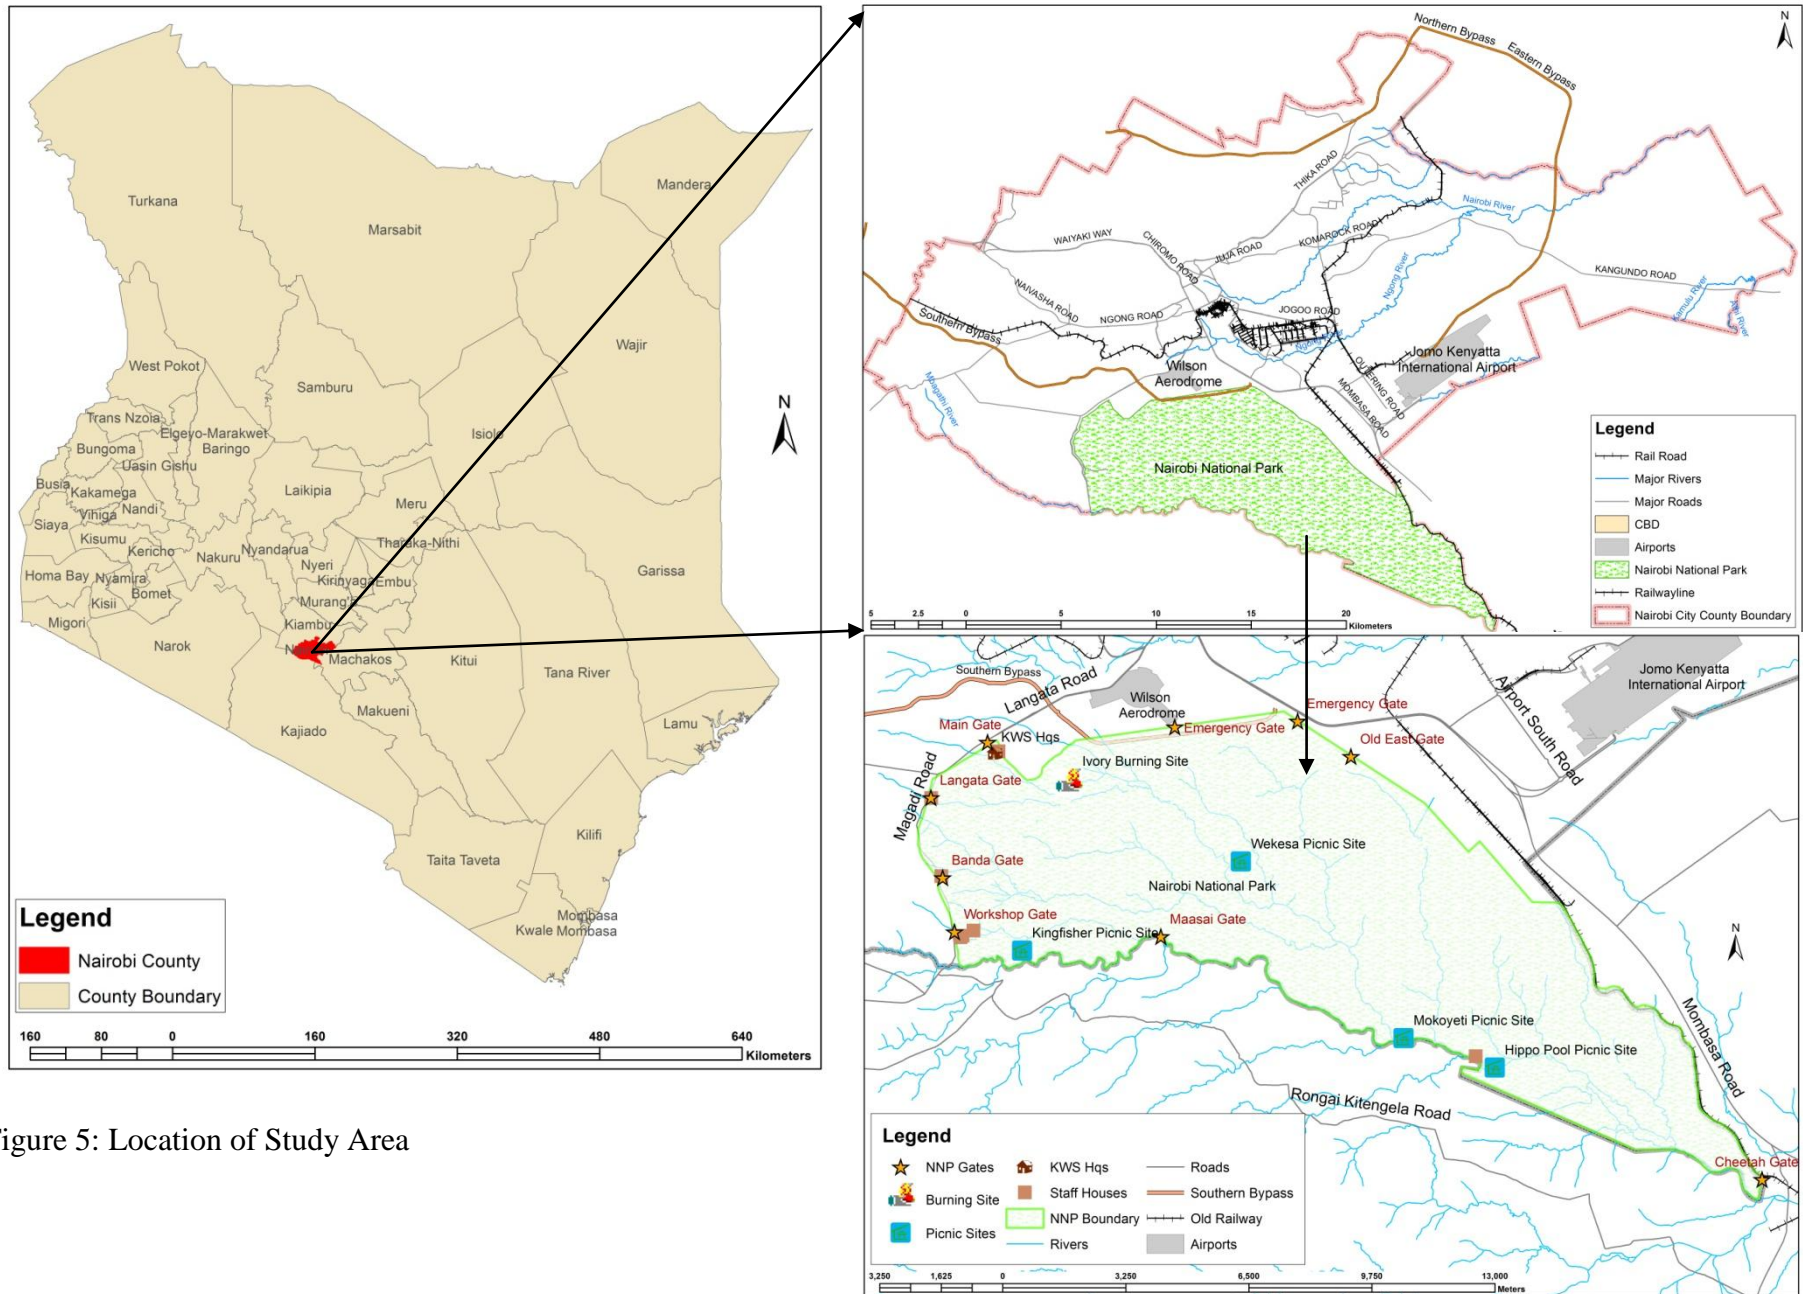 Turkana
Marsabit
Mandera
Wajir
West Pokot
Samburu
Isiolo
Trans Nzoia
Elgeyo-Marakwet
Baringo
Bungoma
Uasin Gishu
Busia
Kakamega
Laikipia
Meru
Siaya
Vihiga
Nandi
Kisumu
Kericho
Nakuru
Nyandarua
Tharaka-Nithi
Nyeri
Homa Bay
Nyamira
Kirinyaga
Embu
Garissa
Bomet
Kisii
Murang'a
Migori
Kiambu
Narok
Machakos
Kitui
Tana River
Makueni
Kajiado
Lamu
Kilifi
Taita Taveta
Mombasa
Kwale
Mombasa
N
Legend
Nairobi County
County Boundary
160 80 0 160 320 480 640
Kilometers
N
Northern Bypass
Eastern Bypass
THIKA ROAD
Nairobi River
WAIYAKI WAY
CHIROMO ROAD
JUJA ROAD
KOMAROCK ROAD
Ngong River
KANGUNDO ROAD
Kamulu River
Athi River
NAIVASHA ROAD
NGONG ROAD
JOGOO ROAD
Southern Bypass
Wilson
Aerodrome
OUTERING ROAD
Jomo Kenyatta
International Airport
MOMBASA ROAD
Mbagathi River
Nairobi National Park
Legend
Rail Road
Major Rivers
Major Roads
CBD
Airports
Nairobi National Park
Railwayline
Nairobi City County Boundary
5 2.5 0 5 10 15 20
Kilometers
Southern Bypass
Langata Road
Wilson
Aerodrome
Emergency Gate
Emergency Gate
Main Gate
KWS Hqs
Old East Gate
Ivory Burning Site
Langata Gate
Magadi Road
Airport South Road
Jomo Kenyatta
International Airport
Wekesa Picnic Site
Banda Gate
Nairobi National Park
Workshop Gate
Maasai Gate
Kingfisher Picnic Site
N
Mokoyeti Picnic Site
Hippo Pool Picnic Site
Mombasa Road
Rongai Kitengela Road
Cheetah Gate
Legend
NNP Gates
Burning Site
Picnic Sites
KWS Hqs
Staff Houses
NNP Boundary
Rivers
Roads
Southern Bypass
Old Railway
Airports
3,250 1,625 0 3,250 6,500 9,750 13,000
Meters
igure 5: Location of Study Area